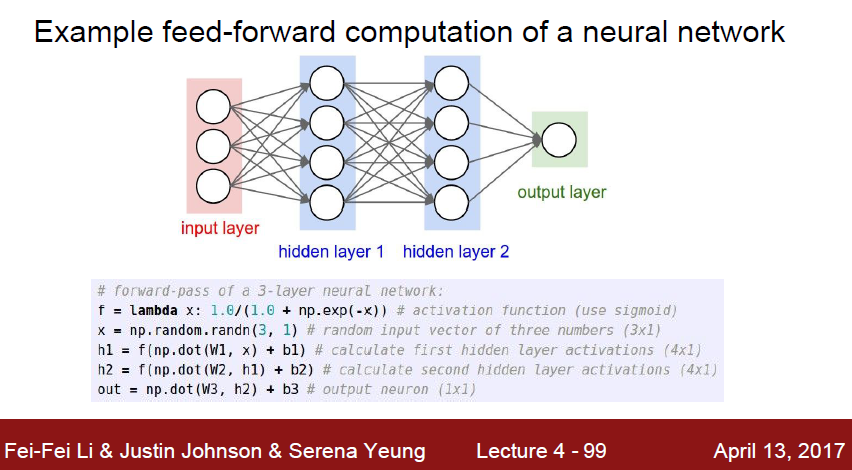 Example feed-forward computation of a neural network
input layer
hidden layer 1
hidden layer 2
output layer
# forward-pass of a 3-layer neural network:
f = lambda x: 1.0/(1.0 + np.exp(-x)) # activation function (use sigmoid)
x = np.random.randn(3, 1) # random input vector of three numbers (3x1)
h1 = f(np.dot(W1, x) + b1) # calculate first hidden layer activations (4x1)
h2 = f(np.dot(W2, h1) + b2) # calculate second hidden layer activations (4x1)
out = np.dot(W3, h2) + b3 # output neuron (1x1)
Fei-Fei Li & Justin Johnson & Serena Yeung
Lecture 4 - 99
April 13, 2017